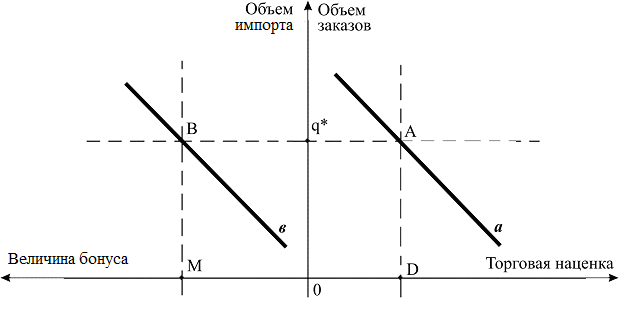 Объем
импорта
Объем
заказов
B
q*
A
в
а
Величина бонуса
M
D
Торговая наценка
0